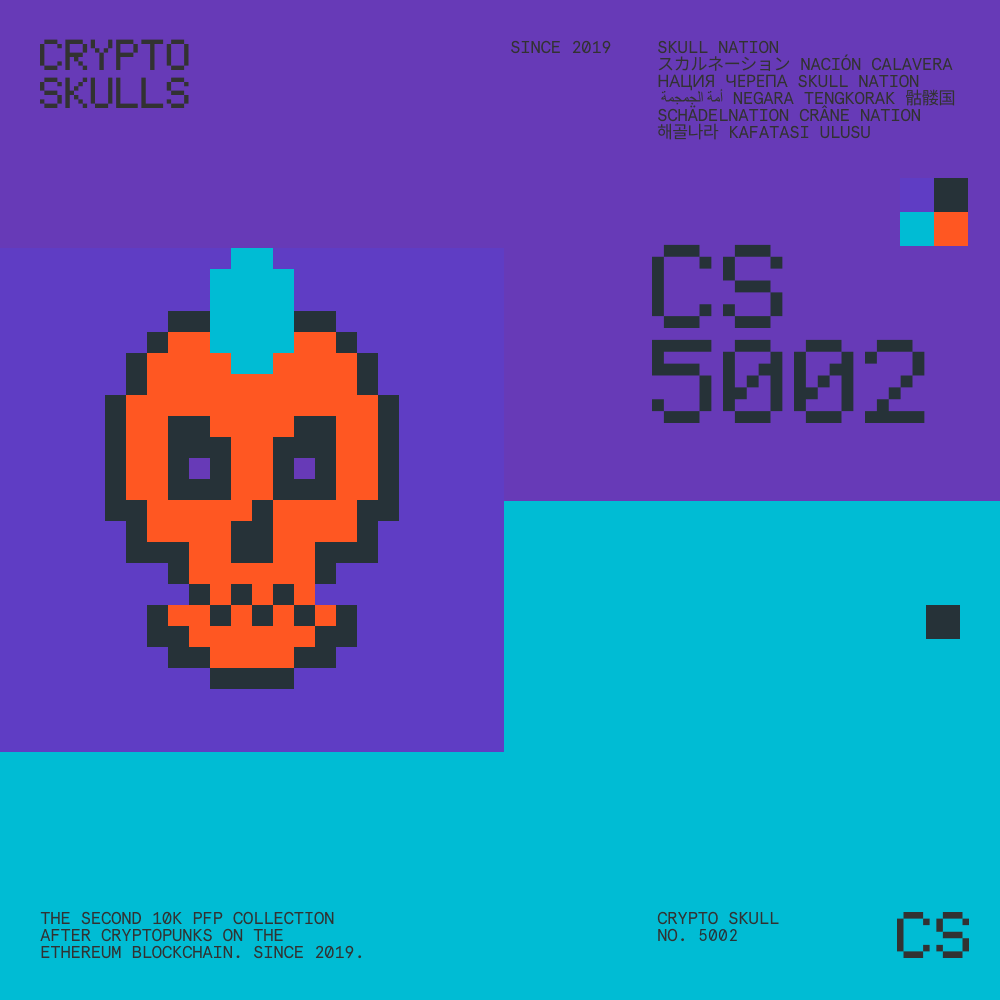 CRYPTO
SKULLS
SINCE 2019
SKULL NATION
スカルネーション NACIÓN CALAVERA
НАЦИЯ ЧЕРЕПА SKULL NATION
أمة الجمجمة NEGARA TENGKORAK 骷髅国
SCHÄDELNATION CRÂNE NATION
해골나라 KAFATASI ULUSU
CS
5002
THE SECOND 10K PFP COLLECTION
AFTER CRYPTOPUNKS ON THE
ETHEREUM BLOCKCHAIN. SINCE 2019.
CRYPTO SKULL
NO. 5002
CS